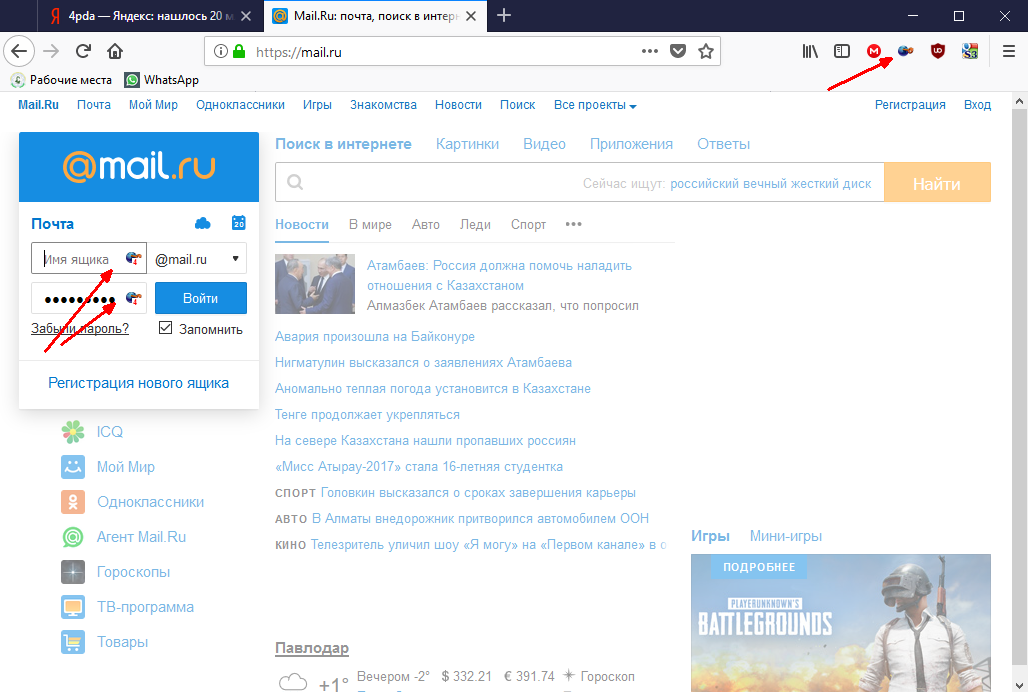 4pda — Яндекс: нашлось 20 м
Mail.Ru: почта, поиск в интерн
https://mail.ru
Рабочие места
WhatsApp
Mail.Ru Почта Мой Мир Одноклассники Игры Знакомства Новости Поиск Все проекты Регистрация Вход
@mail.ru
Поиск в интернете Картинки Видео Приложения Ответы
Сейчас ищут: российский вечный жесткий диск Найти
Почта 20
Имя ящика @mail.ru
Войти
Забыли пароль? Запомнить
Регистрация нового ящика
Новости В мире Авто Леди Спорт •••
Атамбаев: Россия должна помочь наладить
отношения с Казахстаном
Алмазбек Атамбаев рассказал, что попросил
Авария произошла на Байконуре
Нигматулин высказался о заявлениях Атамбаева
Аномально теплая погода установится в Казахстане
Тенге продолжает укрепляться
На севере Казахстана нашли пропавших россиян
«Мисс Атырау-2017» стала 16-летняя студентка
СПОРТ Головкин высказался о сроках завершения карьеры
АВТО В Алматы внедорожник притворился автомобилем ООН
КИНО Телезритель уличил шоу «Я могу» на «Первом канале» в о
ICQ
Мой Мир
Одноклассники
Агент Mail.Ru
Гороскопы
ТВ-программа
Товары
Игры Мини-игры
ПОДРОБНЕЕ
PLAYERUNKNOWN'S
BATTLEGROUNDS
Павлодар
+1° Вечером -2° $ 332.21 € 391.74 Гороскоп